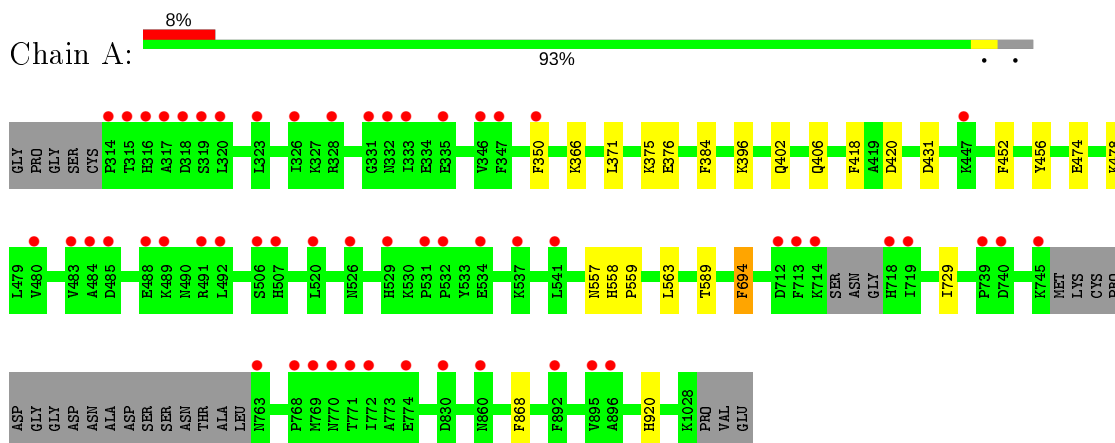 8%
Chain A:
93%
GLY PRO GLY SER CYS P314 T315 H316 A317 D318 S319 L320 L323 I326 K327 R328 G331 N332 I333 E334 E335 V346 F347 F350 K366 L371 K375 E376 F384 K396 Q402 Q406 F418 A419 D420 D431 K447 F452 Y456 E474 K478
L479 V480 V483 A484 D485 E488 K489 N490 R491 L492 S506 H507 L520 N526 H529 K530 P531 P532 Y533 E534 K537 L541 N557 H558 P559 L563 T589 F694 D712 F713 K714 SER ASN GLY H718 I719 I729 P739 D740 K745 MET LYS CYS PRO
ASP GLY GLY ASP ASN ALA ASP SER SER ASN THR ALA LEU N763 P768 M769 N770 T771 I772 A773 E774 D830 N860 F868 F892 V895 A896 H920 K1028 PRO VAL GLU